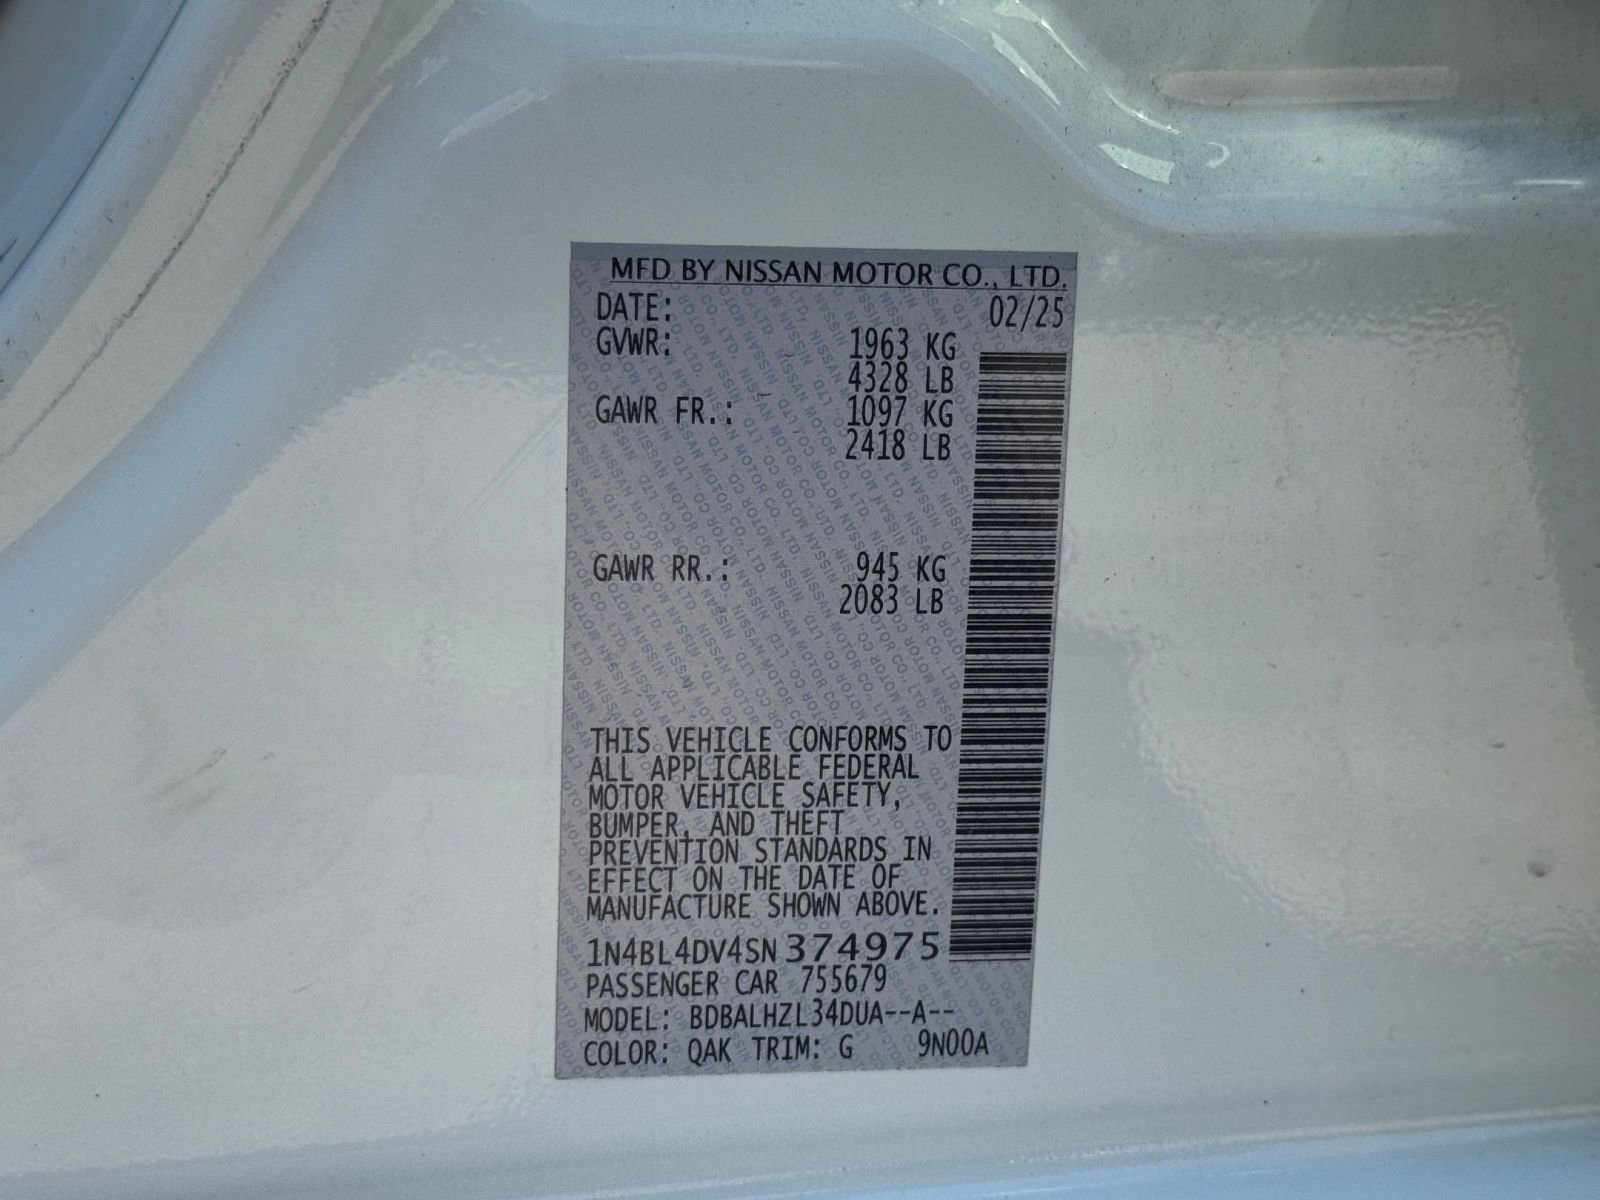 MFD BY NISSAN MOTOR CO., LTD.
DATE: 02/25
GVWR: 1963 KG
4328 LB
GAWR FR.: 1097 KG
2418 LB
GAWR RR.: 945 KG
2083 LB
THIS VEHICLE CONFORMS TO
ALL APPLICABLE FEDERAL
MOTOR VEHICLE SAFETY,
BUMPER, AND THEFT
PREVENTION STANDARDS IN
EFFECT ON THE DATE OF
MANUFACTURE SHOWN ABOVE.
1N4BL4DV4SN374975
PASSENGER CAR 755679
MODEL: BDBALHZL34DUA--A--
COLOR: QAK TRIM: G 9N00A